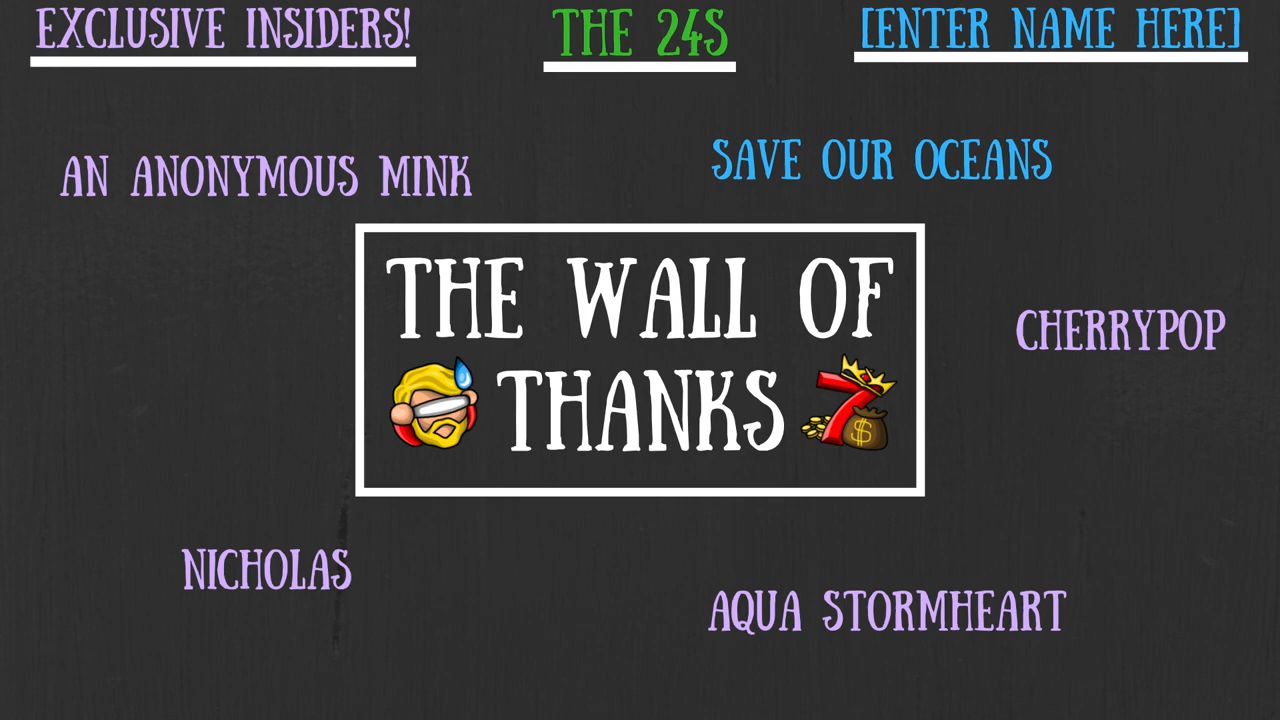 EXCLUSIVE INSIDERS!
THE 24S
[ENTER NAME HERE]
AN ANONYMOUS MINK
SAVE OUR OCEANS
THE WALL OF
THANKS
7
$
CHERRYPOP
NICHOLAS
AQUA STORMHEART